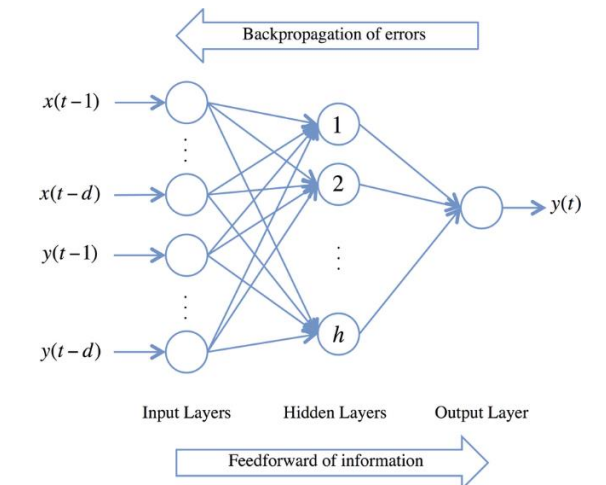 Backpropagation of errors
x(t−1)
x(t−d)
y(t−1)
y(t−d)
1
2
h
y(t)
Input Layers
Hidden Layers
Output Layer
Feedforward of information